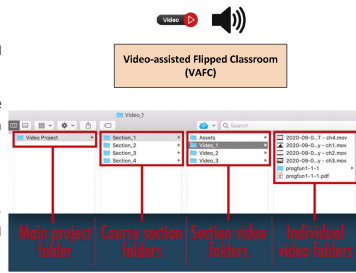 Video
Video-assisted Flipped Classroom
(VAFC)
Video_1
Search
Video Project
Section_1
Section_2
Section_3
Section_4
Assets
Video_1
Video_2
Video_3
2020-09-0...T - ch4.mov
2020-09-0...y - ch1.mov
2020-09-0...y - ch2.mov
2020-09-0...y - ch3.mov
progfun1-1-1
progfun1-1-1.pdf
Main project
folder
Course section
folders
Section video
folders
Individual
video folders